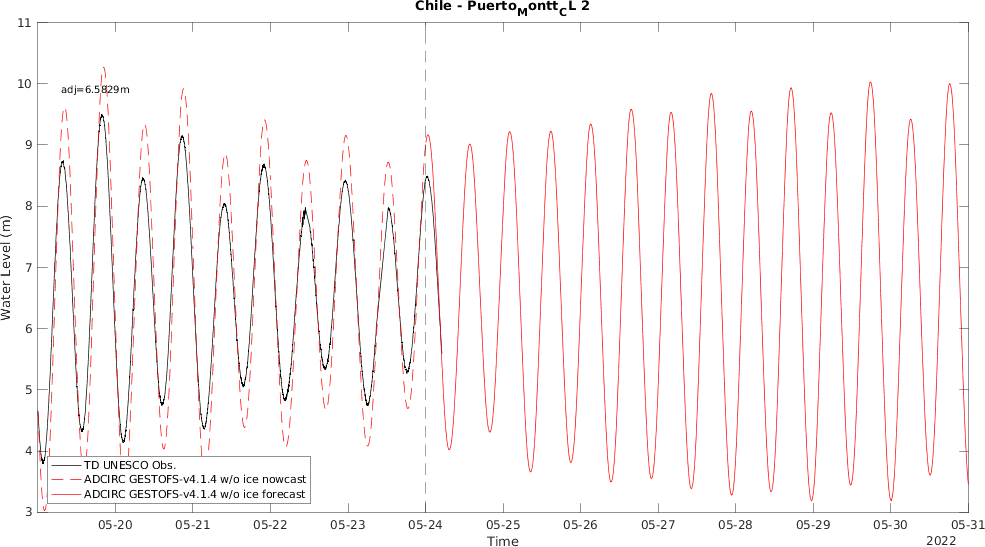 Chile - PuertoMonttCL 2
adj=6.5829m
Water Level (m)
11
10
9
8
7
6
5
4
3
TD UNESCO Obs.
ADCIRC GESTOFS-v4.1.4 w/o ice nowcast
ADCIRC GESTOFS-v4.1.4 w/o ice forecast
05-20 05-21 05-22 05-23 05-24 05-25 05-26 05-27 05-28 05-29 05-30 05-31
Time
2022